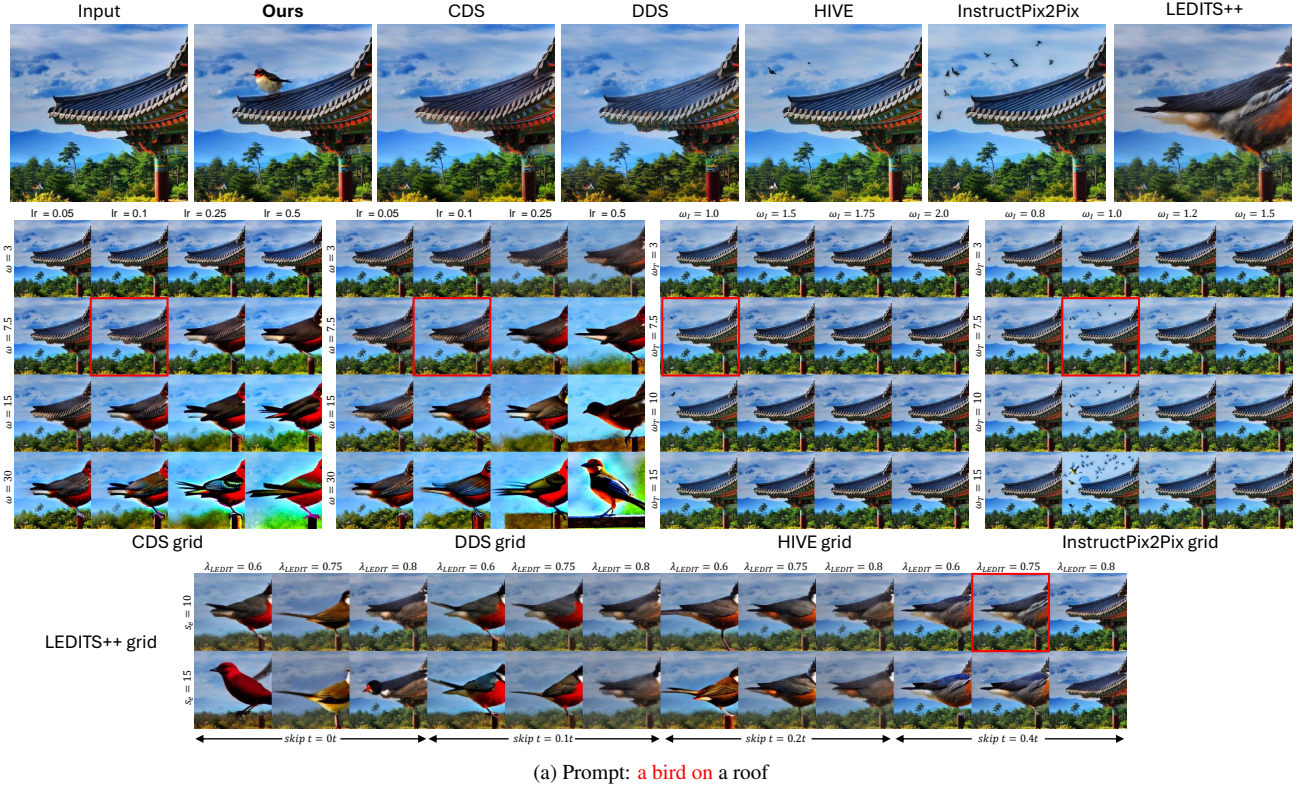 Input Ours CDS DDS HIVE InstructPix2Pix LEDITS++
lr = 0.05 lr = 0.1 lr = 0.25 lr = 0.5 lr = 0.05 lr = 0.1 lr = 0.25 lr = 0.5 ω_I = 1.0 ω_I = 1.5 ω_I = 1.75 ω_I = 2.0 ω_I = 0.8 ω_I = 1.0 ω_I = 1.2 ω_I = 1.5
ω = 3 ω = 3 ω_T = 3 ω_T = 3
ω = 7.5 ω = 7.5 ω_T = 7.5 ω_T = 7.5
ω = 15 ω = 15 ω_T = 10 ω_T = 10
ω = 30 ω = 30 ω_T = 15 ω_T = 15
CDS grid DDS grid HIVE grid InstructPix2Pix grid
λ_LEDIT = 0.6 λ_LEDIT = 0.75 λ_LEDIT = 0.8 λ_LEDIT = 0.6 λ_LEDIT = 0.75 λ_LEDIT = 0.8 λ_LEDIT = 0.6 λ_LEDIT = 0.75 λ_LEDIT = 0.8 λ_LEDIT = 0.6 λ_LEDIT = 0.75 λ_LEDIT = 0.8
s_e = 10
LEDITS++ grid
s_e = 15
skip t = 0t skip t = 0.1t skip t = 0.2t skip t = 0.4t
(a) Prompt: a bird on a roof